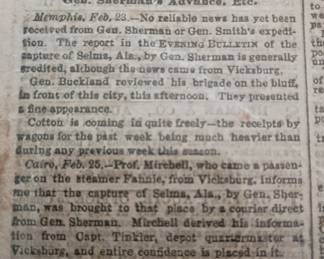 Gen. Sherman's Advance, Etc.
Memphis, Feb. 23.—No reliable news has yet been
received from Gen. Sherman or Gen. Smith's expedi-
tion. The report in the EVENING BULLETIN of the
capture of Selma, Ala., by Gen. Sherman is generally
credited, although the news came from Vicksburg.
Gen. Buckland reviewed his brigade on the bluff,
in front of this city, this afternoon. They presented
a fine appearance.
Cotton is coming in quite freely—the receipts by
wagons for the past week being much heavier than
during any previous week this season.
Cairo, Feb. 25.—Prof. Mirchell, who came a passen-
ger on the steamer Fannie, from Vicksburg, informs
me that the capture of Selma, Ala., by Gen. Sher-
man, was brought to that place by a courier direct
from Gen. Sherman. Mirchell derived his informa-
tion from Capt. Tinkler, depot quartermaster at
Vicksburg, and entire confidence is placed in it.